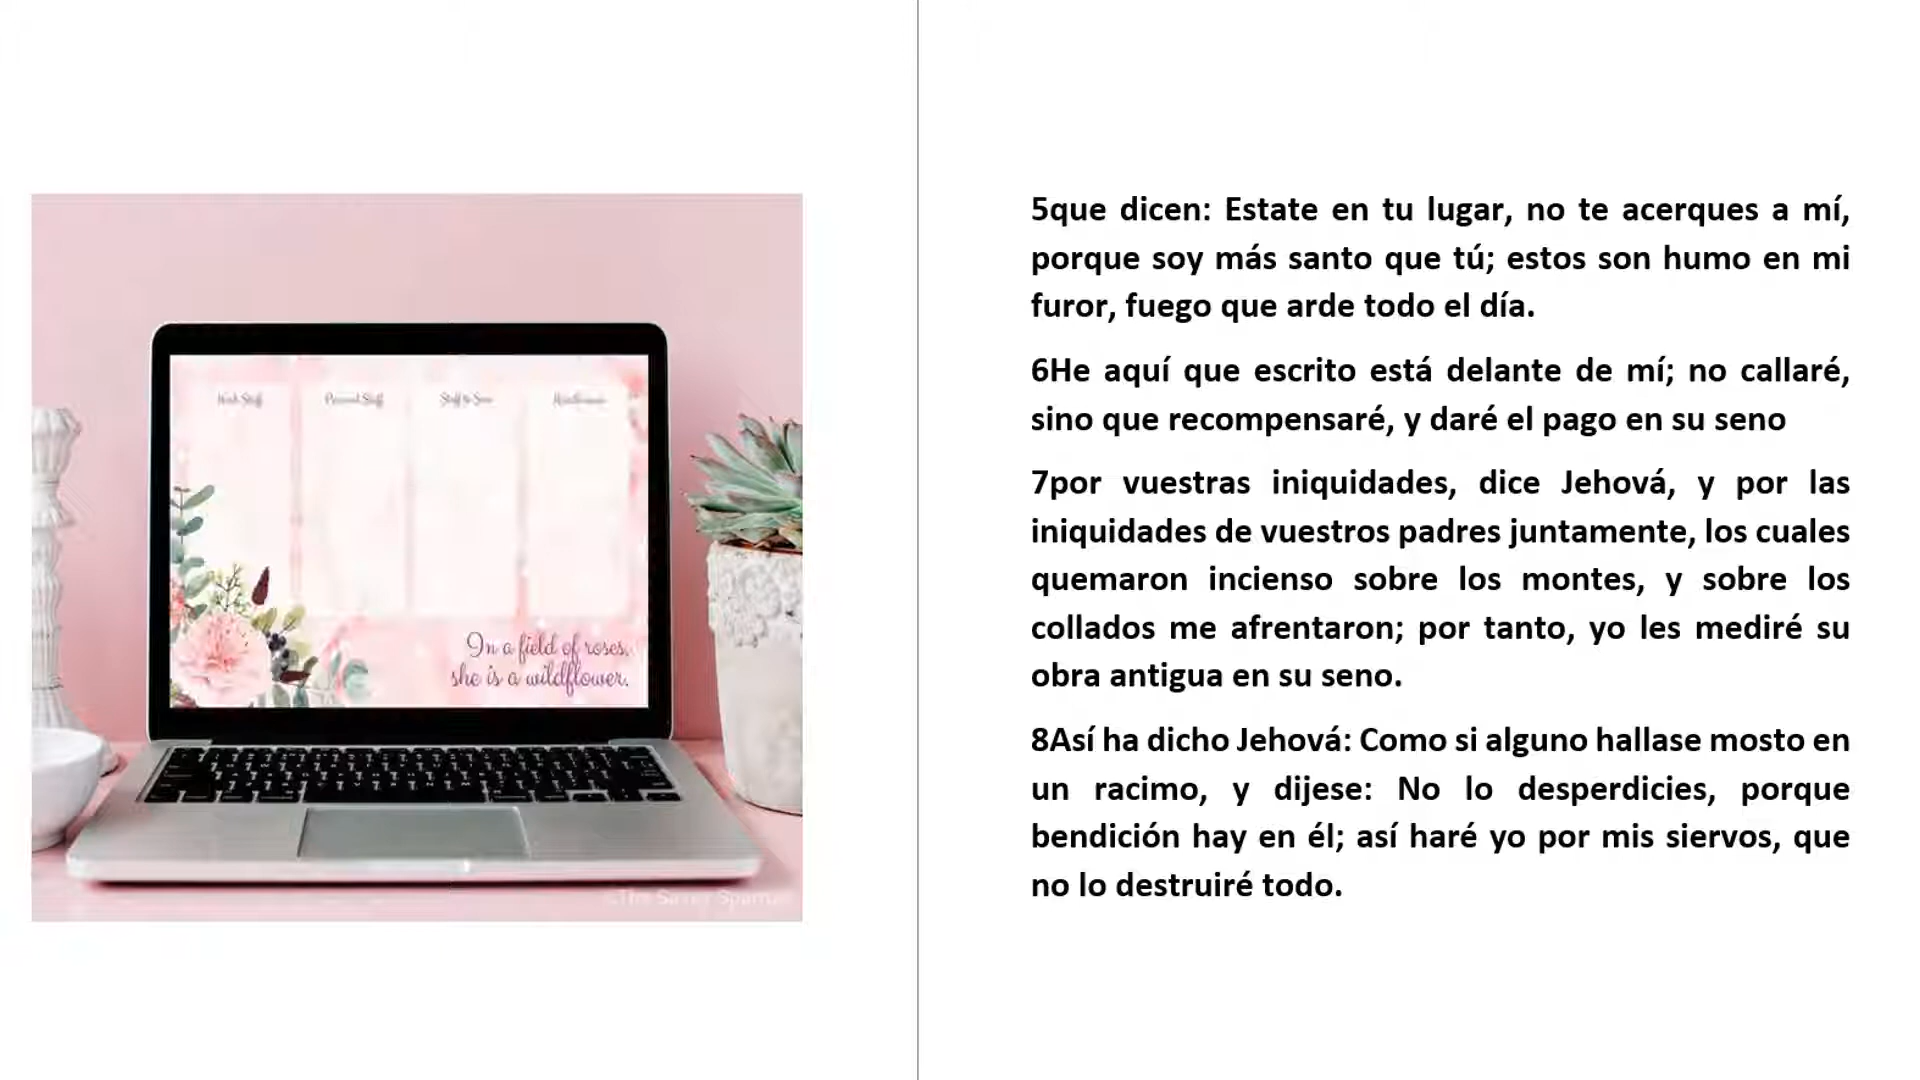 Personal Stuff
In a field of roses,
she is a wildflower.
5que dicen: Estate en tu lugar, no te acerques a mí,
porque soy más santo que tú; estos son humo en mi
furor, fuego que arde todo el día.
6He aquí que escrito está delante de mí; no callaré,
sino que recompensaré, y daré el pago en su seno
7por vuestras iniquidades, dice Jehová, y por las
iniquidades de vuestros padres juntamente, los cuales
quemaron incienso sobre los montes, y sobre los
collados me afrentaron; por tanto, yo les mediré su
obra antigua en su seno.
8Así ha dicho Jehová: Como si alguno hallase mosto en
un racimo, y dijese: No lo desperdicies, porque
bendición hay en él; así haré yo por mis siervos, que
no lo destruiré todo.